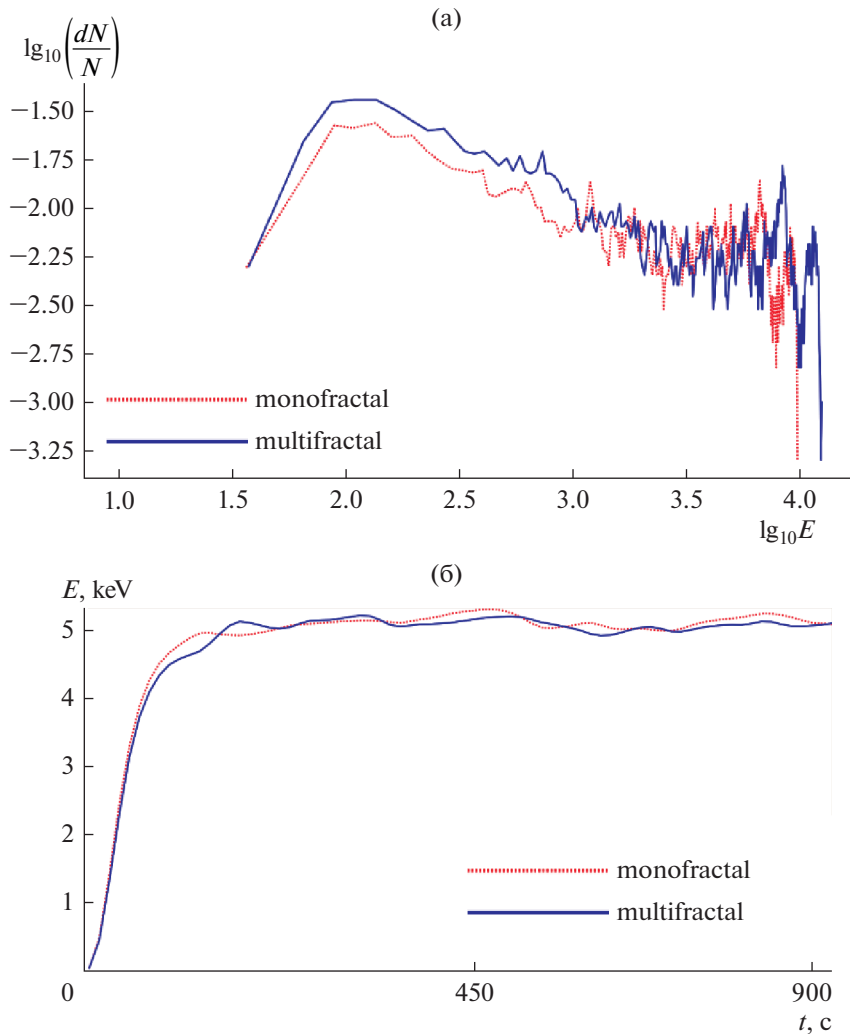 (а)
lg10(dN/N)
−1.50
−1.75
−2.00
−2.25
−2.50
−2.75
−3.00
−3.25
monofractal
multifractal
1.0 1.5 2.0 2.5 3.0 3.5 4.0
lg10E
(б)
E, keV
5
4
3
2
1
monofractal
multifractal
0 450 900
t, с